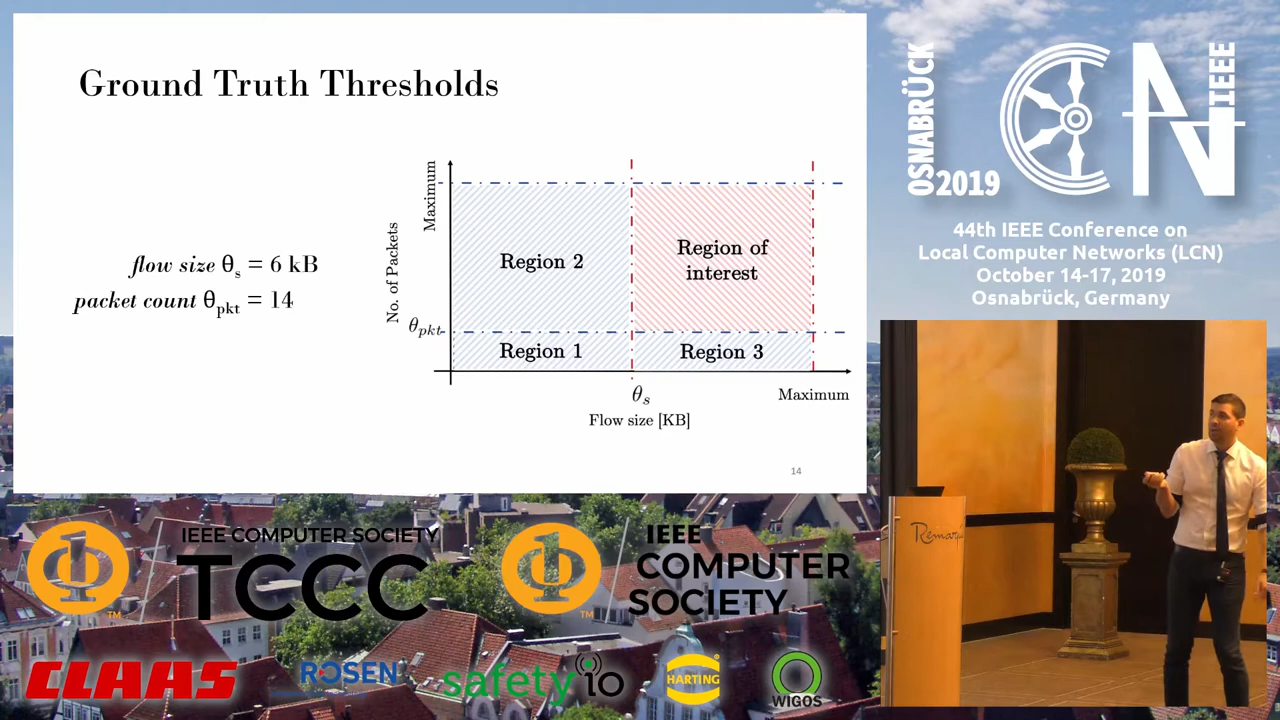 Ground Truth Thresholds
flow size θs = 6 kB
packet count θpkt = 14
No. of Packets
Maximum
θpkt
Region 2
Region of
interest
Region 1
Region 3
θs
Maximum
Flow size [KB]
14
OSNABRÜCK
2019
IEEE
44th IEEE Conference on
Local Computer Networks (LCN)
October 14-17, 2019
Osnabrück, Germany
IEEE COMPUTER SOCIETY
TCCC
TM
IEEE
COMPUTER
SOCIETY
TM
CLAAS
ROSEN
safety io
HARTING
WIGOS